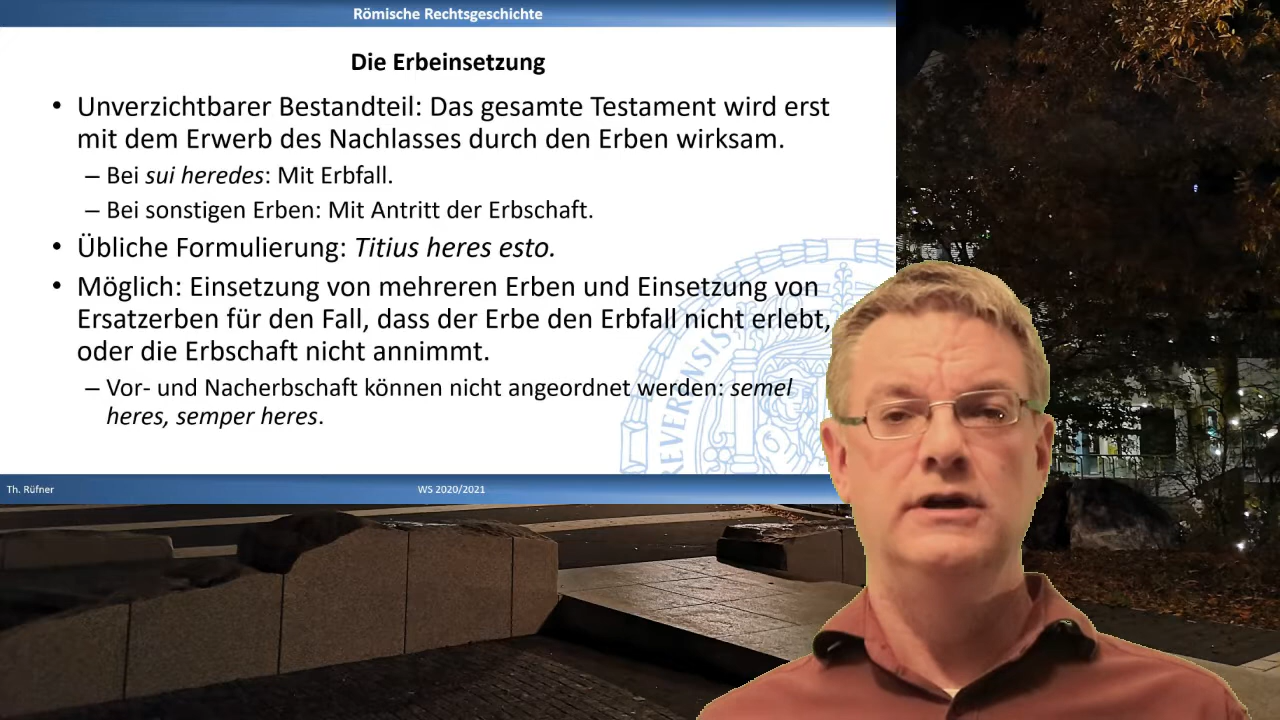 Römische Rechtsgeschichte
Die Erbeinsetzung
• Unverzichtbarer Bestandteil: Das gesamte Testament wird erst
mit dem Erwerb des Nachlasses durch den Erben wirksam.
– Bei sui heredes: Mit Erbfall.
– Bei sonstigen Erben: Mit Antritt der Erbschaft.
• Übliche Formulierung: Titius heres esto.
• Möglich: Einsetzung von mehreren Erben und Einsetzung von
Ersatzerben für den Fall, dass der Erbe den Erbfall nicht erlebt,
oder die Erbschaft nicht annimmt.
– Vor- und Nacherbschaft können nicht angeordnet werden: semel
heres, semper heres.
REVERENSIS
Th. Rüfner
WS 2020/2021